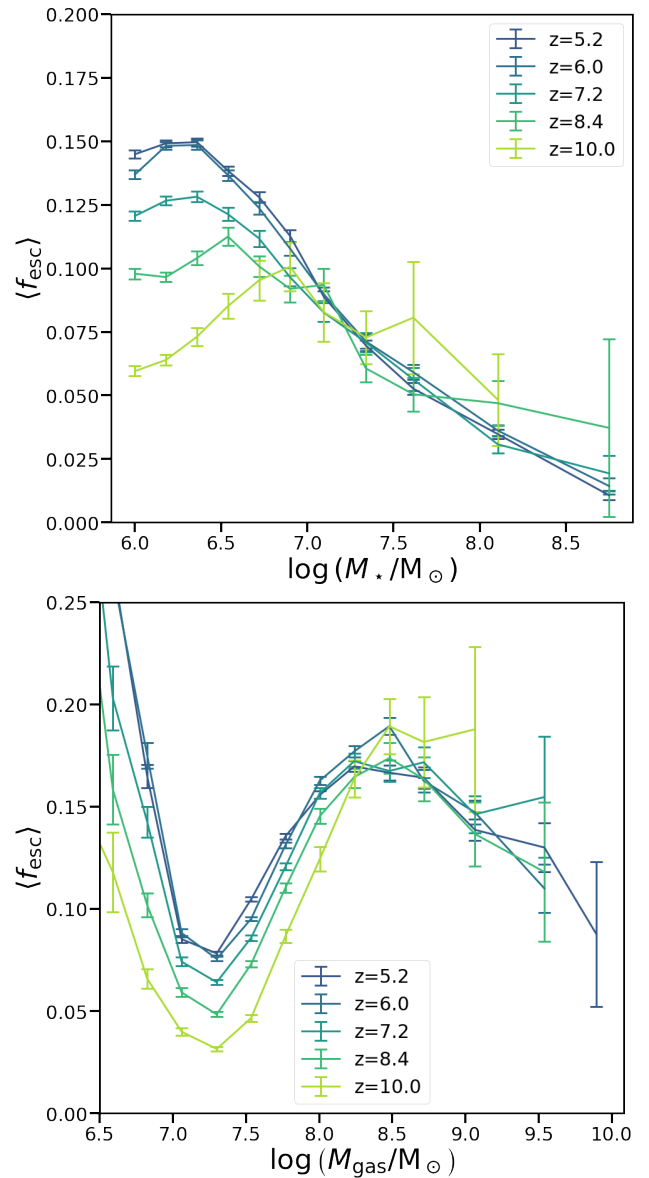 0.200
0.175
0.150
0.125
0.100
0.075
0.050
0.025
0.000
⟨f_esc⟩
z=5.2
z=6.0
z=7.2
z=8.4
z=10.0
6.0 6.5 7.0 7.5 8.0 8.5
log (M⋆/M⊙)
0.25
0.20
0.15
0.10
0.05
0.00
⟨f_esc⟩
z=5.2
z=6.0
z=7.2
z=8.4
z=10.0
6.5 7.0 7.5 8.0 8.5 9.0 9.5 10.0
log (M_gas/M⊙)